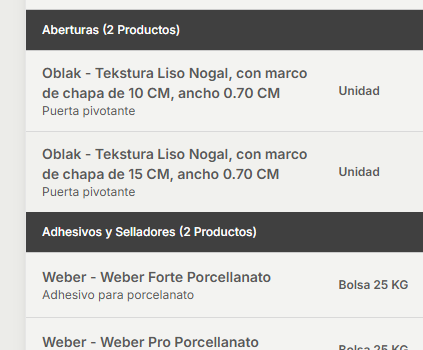 Aberturas (2 Productos)
Oblak - Tekstura Liso Nogal, con marco
de chapa de 10 CM, ancho 0.70 CM
Unidad
Puerta pivotante
Oblak - Tekstura Liso Nogal, con marco
de chapa de 15 CM, ancho 0.70 CM
Unidad
Puerta pivotante
Adhesivos y Selladores (2 Productos)
Weber - Weber Forte Porcellanato
Bolsa 25 KG
Adhesivo para porcelanato
Weber - Weber Pro Porcellanato
Bolsa 25 KG